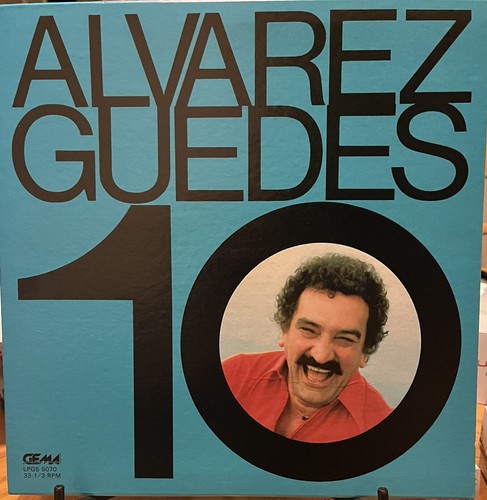 ALVAREZ
GUEDES
10
GEMA
LPGS 5070
33-1/3 RPM